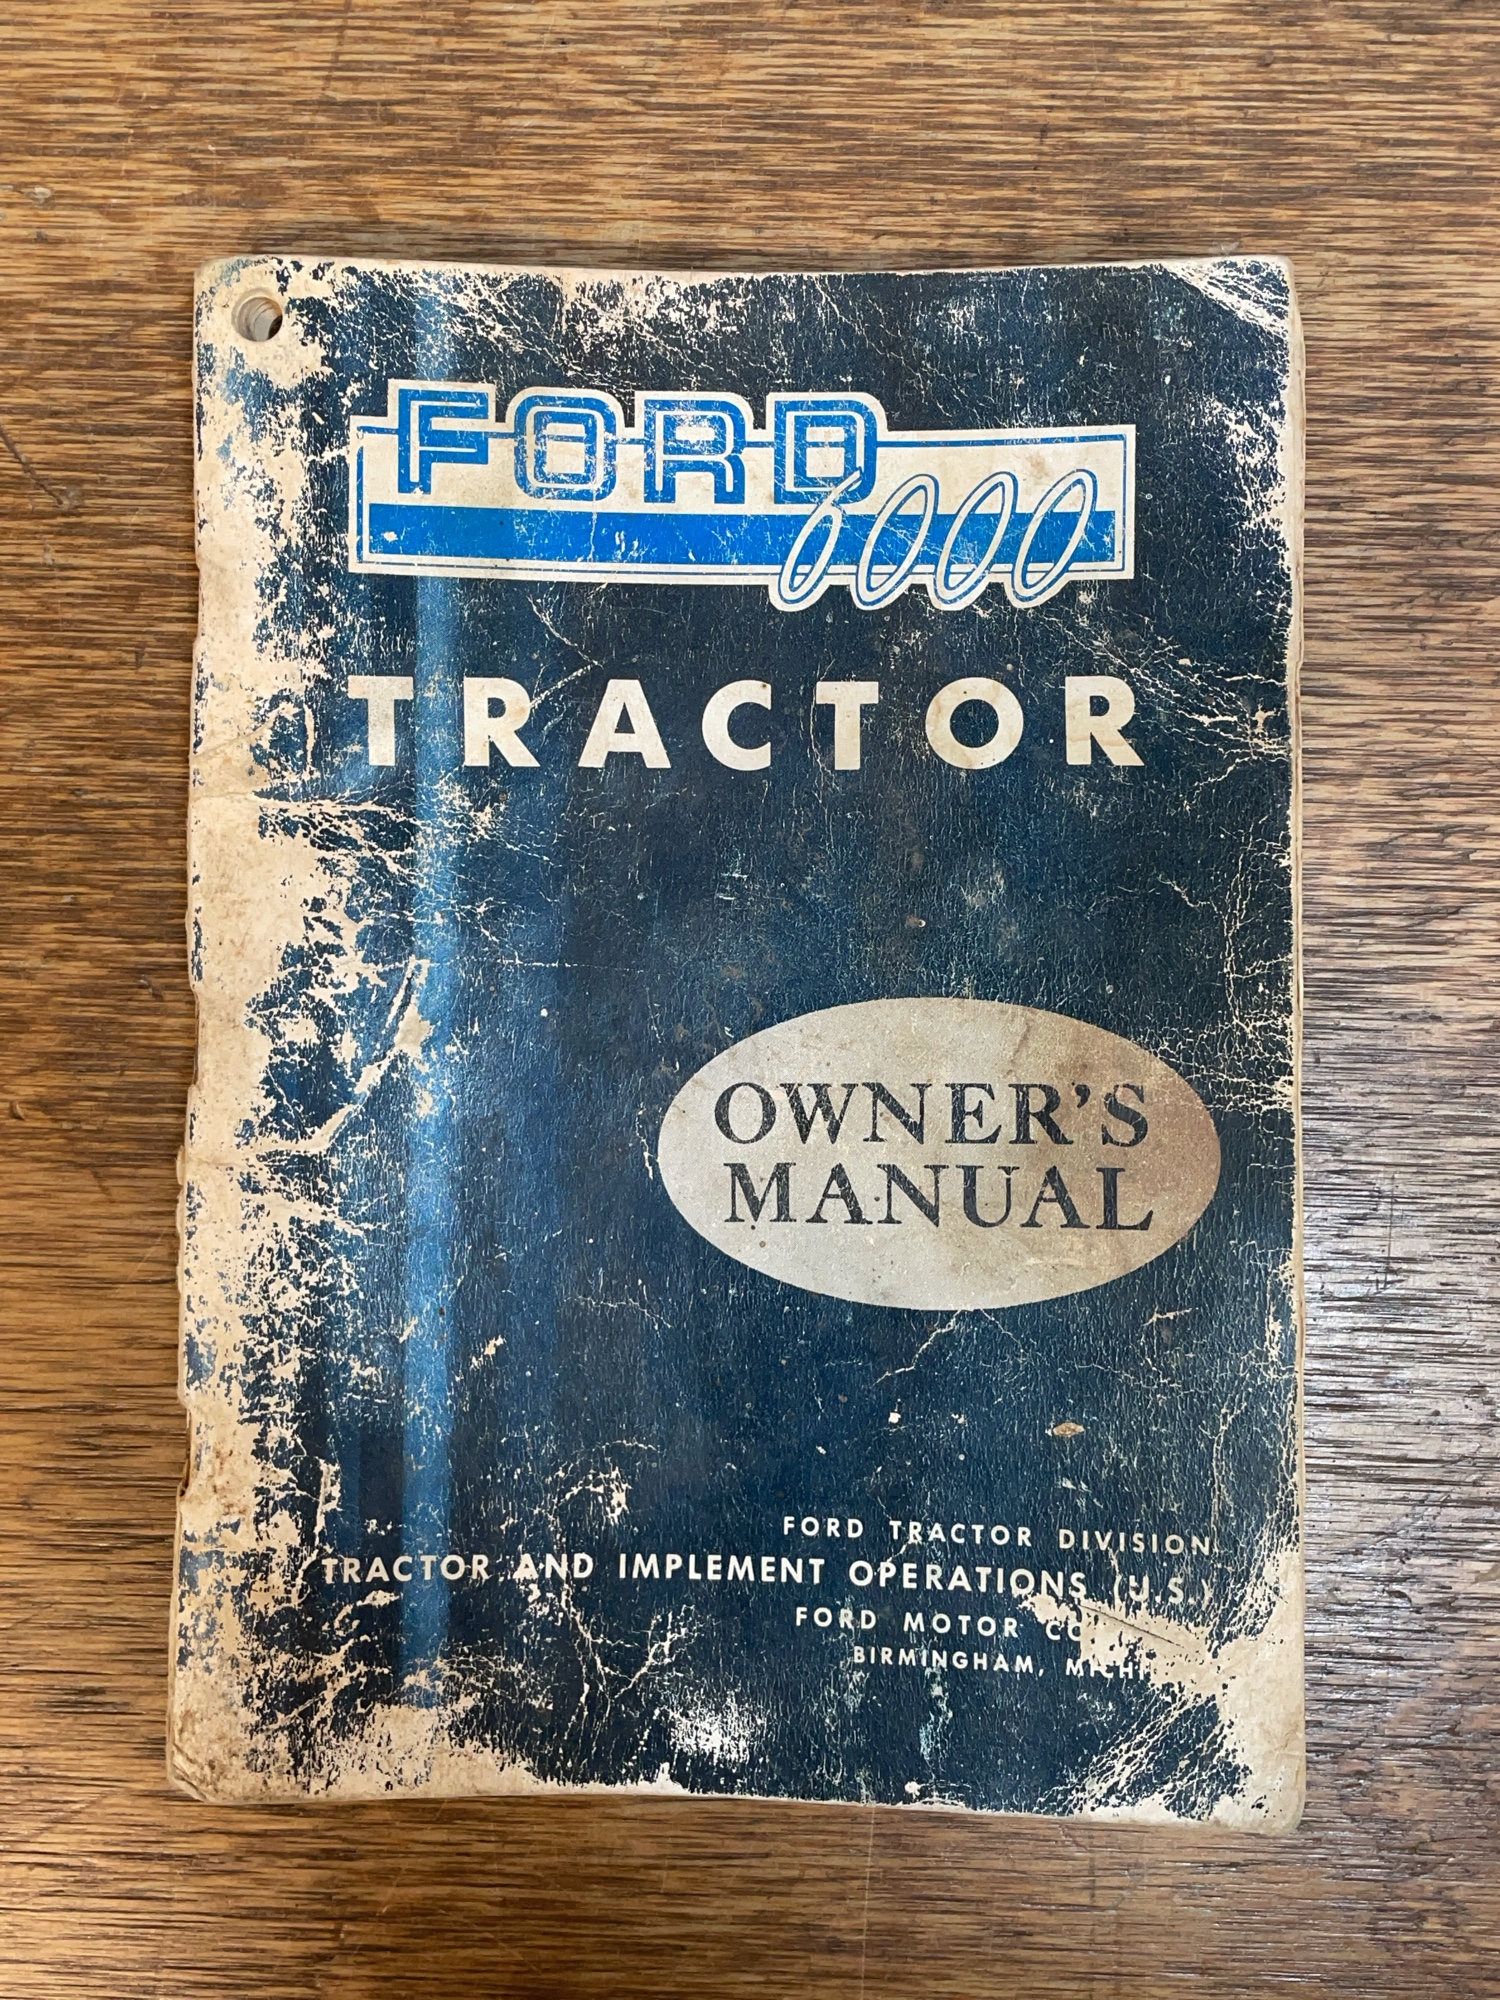 FORD
6000
TRACTOR
OWNER'S
MANUAL
FORD TRACTOR DIVISION
TRACTOR AND IMPLEMENT OPERATIONS (U.S.)
FORD MOTOR
BIRMINGHAM,